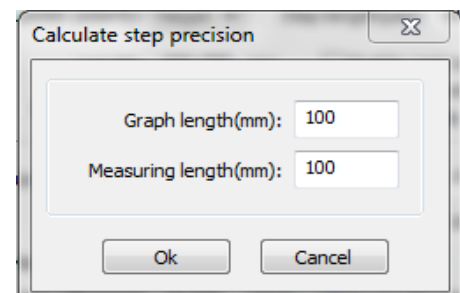 Calculate step precision
Graph length(mm): 100
Measuring length(mm): 100
Ok Cancel